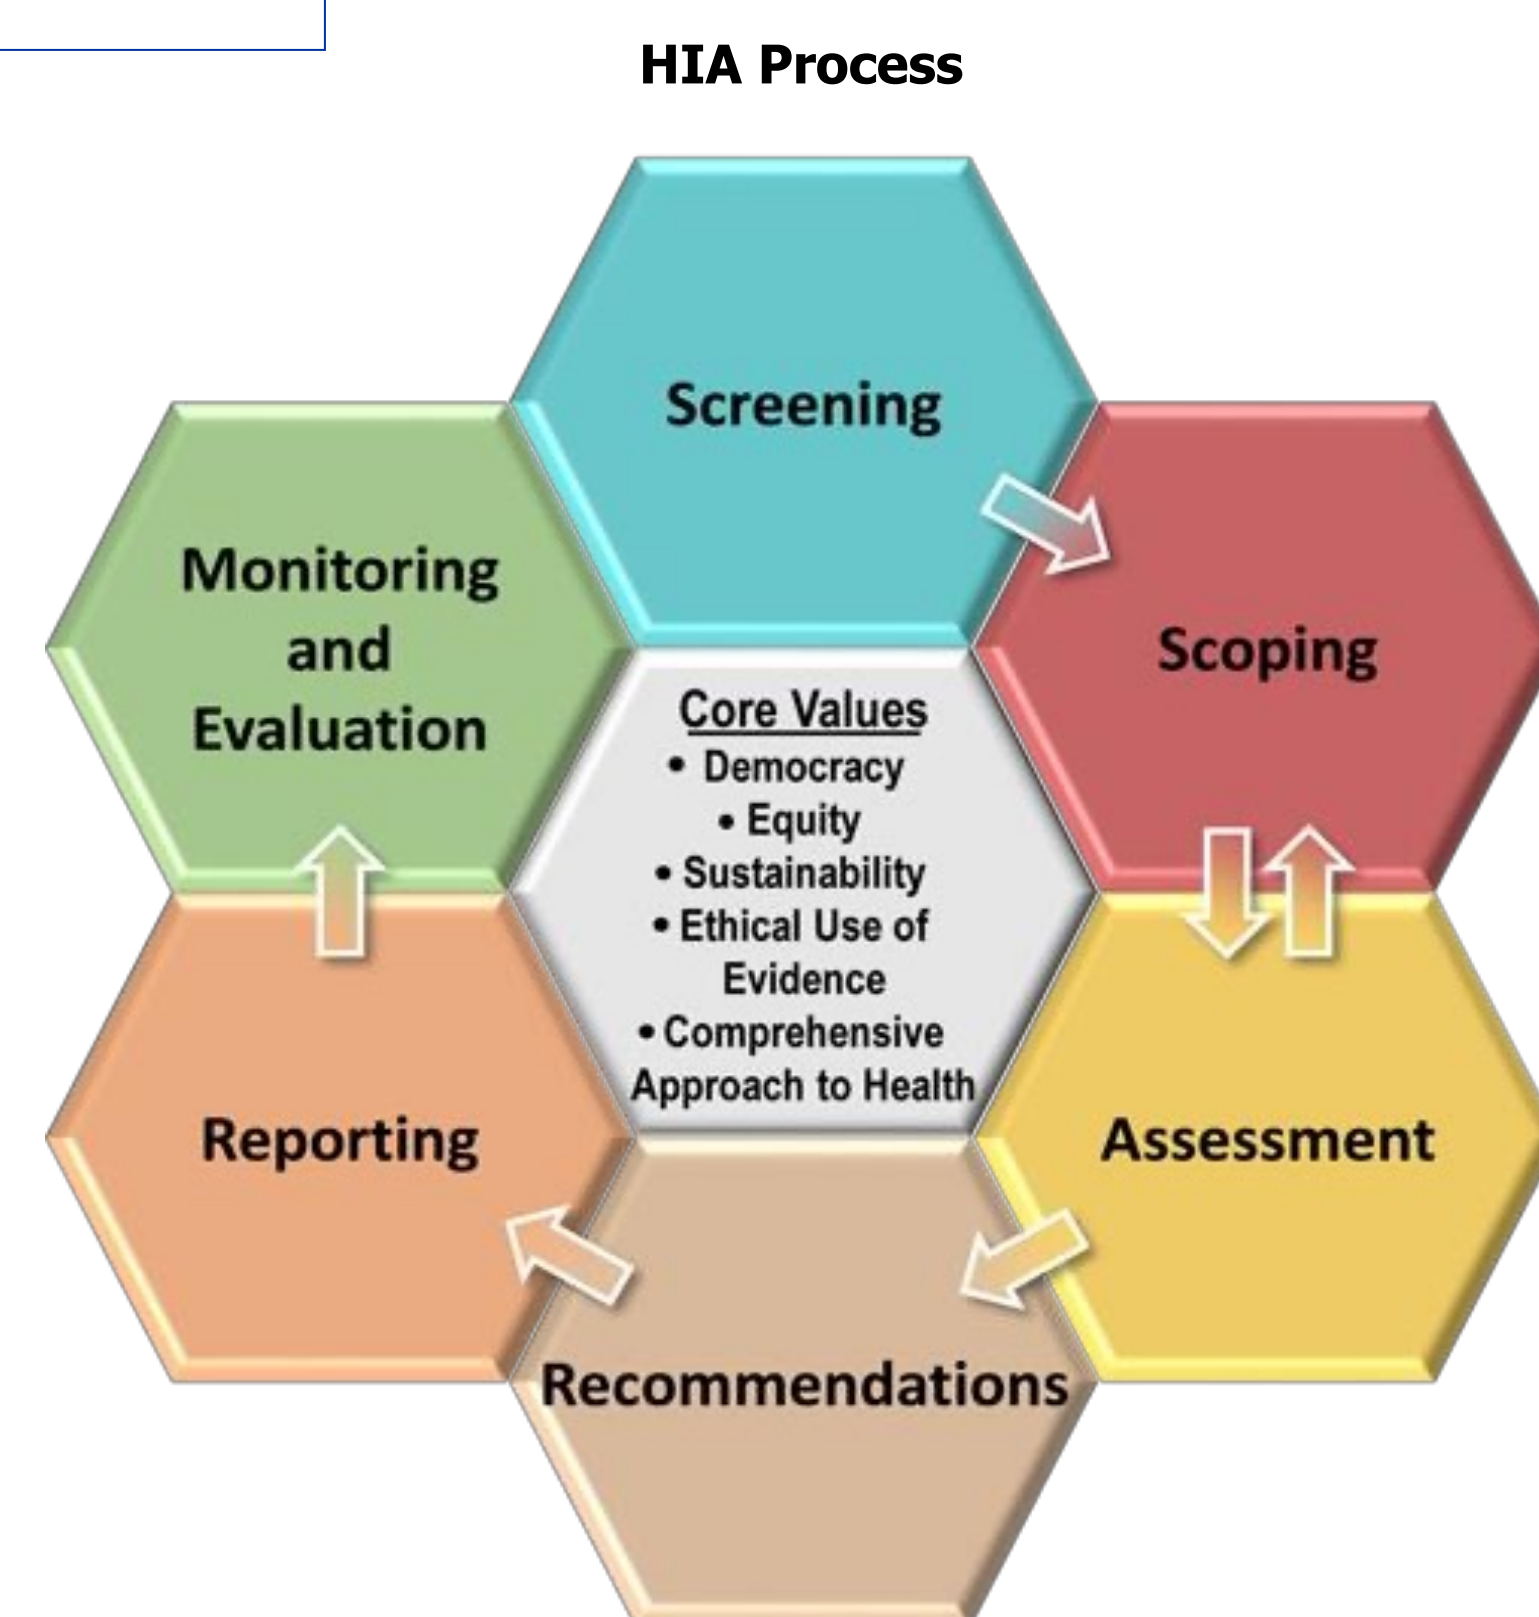 HIA Process
Screening
Scoping
Assessment
Recommendations
Reporting
Monitoring
and
Evaluation
Core Values
• Democracy
• Equity
• Sustainability
• Ethical Use of
Evidence
• Comprehensive
Approach to Health